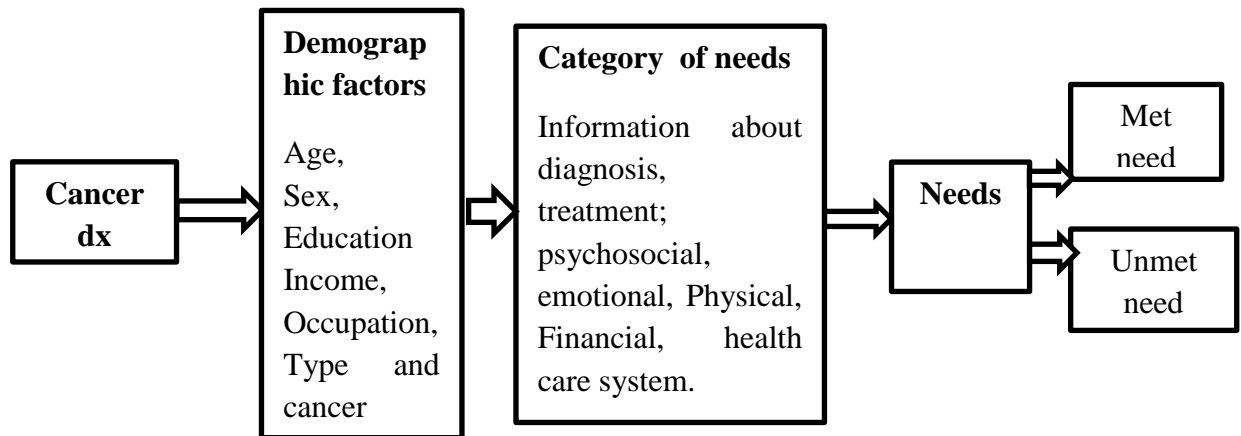 Cancer
dx
Demograp
hic factors
Age,
Sex,
Education
Income,
Occupation,
Type and
cancer
Category of needs
Information about
diagnosis,
treatment;
psychosocial,
emotional, Physical,
Financial, health
care system.
Needs
Met
need
Unmet
need